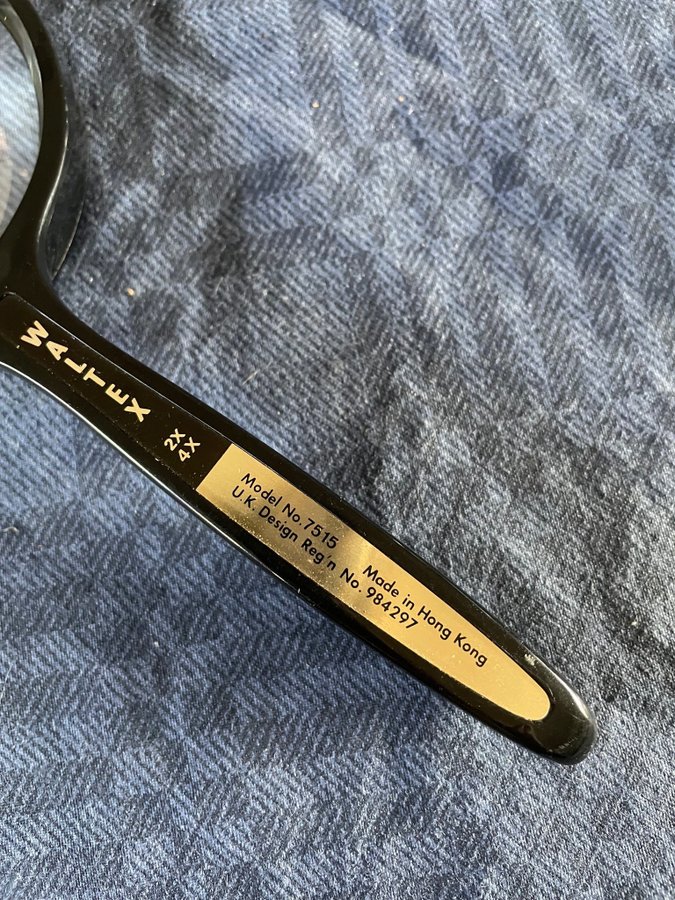 WALTEX
2X
4X
Model No. 7515 Made in Hong Kong
U.K. Design Reg'n No. 984297